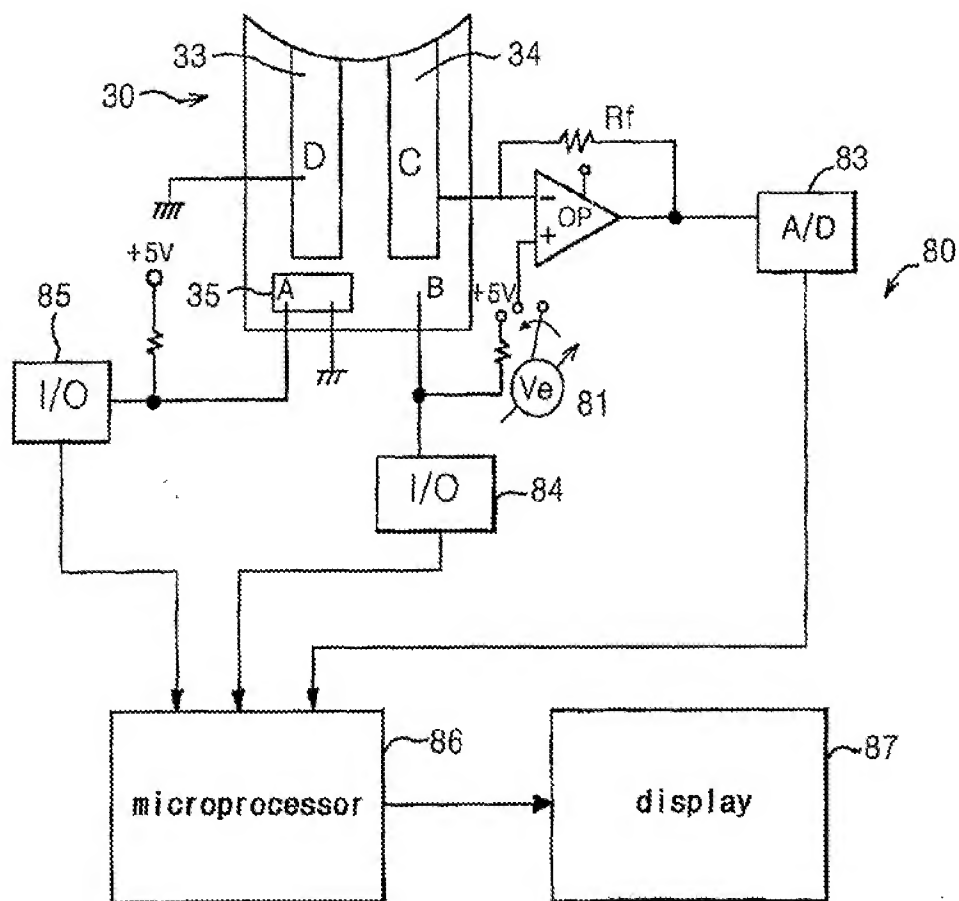 33
34
30
Rf
83
D
C
−
OP
+
A/D
+5V
80
35
A
B
+5V
85
I/O
Ve
81
I/O
84
86
87
microprocessor
display